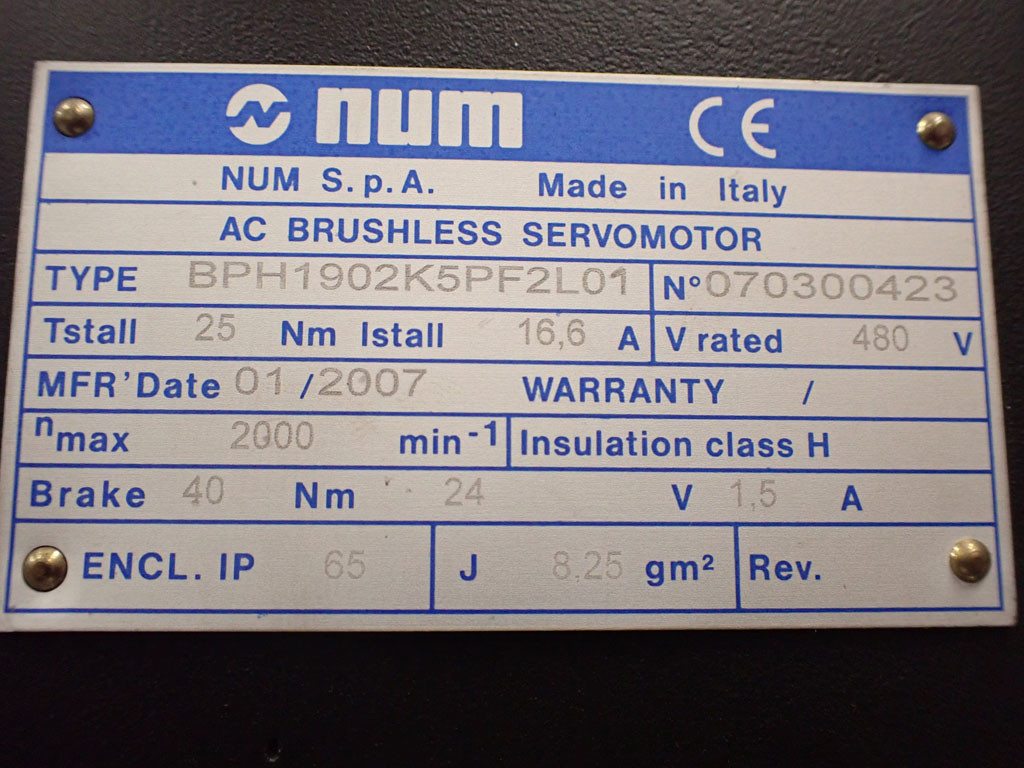 num CE
NUM S.p.A. Made in Italy
AC BRUSHLESS SERVOMOTOR
TYPE BPH1902K5PF2L01 N° 070300423
Tstall 25 Nm Istall 16,6 A V rated 480 V
MFR'Date 01/2007 WARRANTY /
nmax 2000 min-1 Insulation class H
Brake 40 Nm 24 V 1,5 A
ENCL. IP 65 J 8.25 gm² Rev.